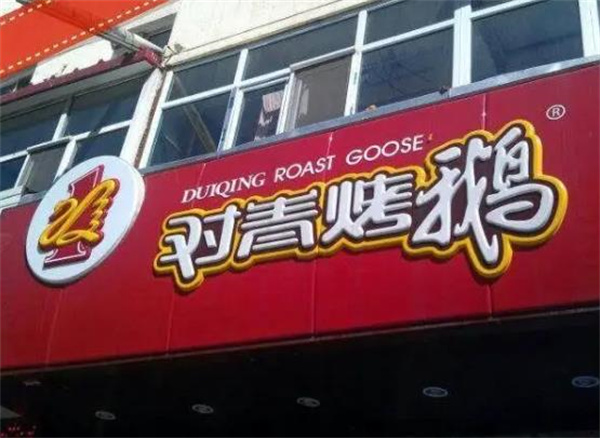 DUIQING ROAST GOOSE
对青烤鹅
®